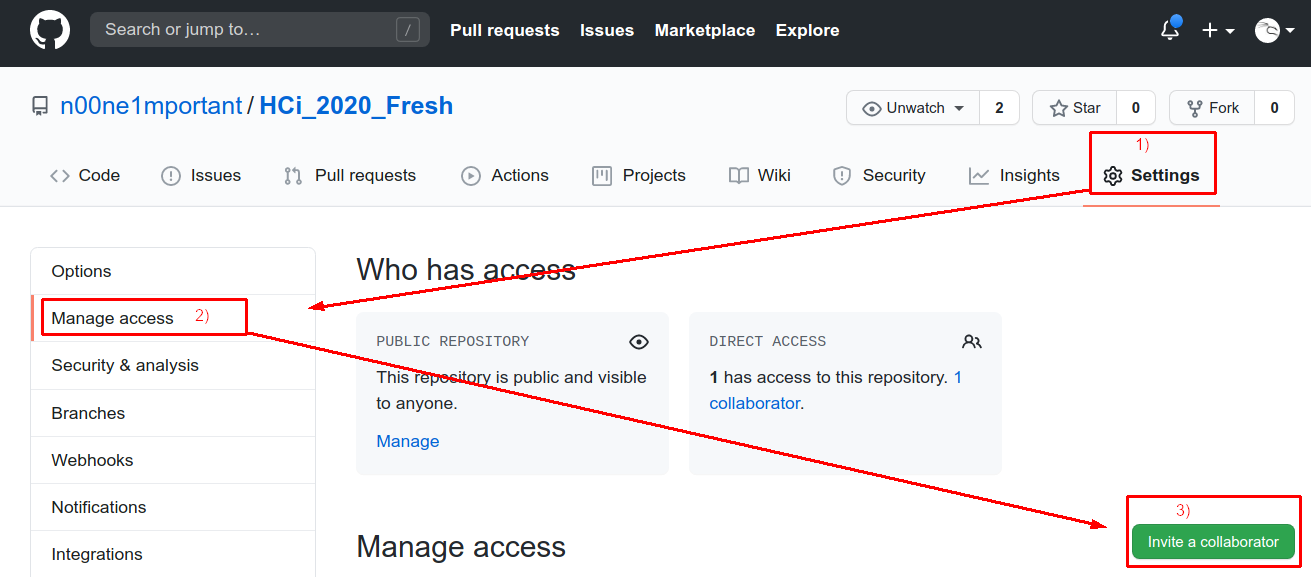 Search or jump to… / Pull requests Issues Marketplace Explore
n00ne1mportant / HCi_2020_Fresh Unwatch 2 Star 0 Fork 0
1)
Code Issues Pull requests Actions Projects Wiki Security Insights Settings
Options
Manage access 2)
Security & analysis
Branches
Webhooks
Notifications
Integrations
Who has access
PUBLIC REPOSITORY
This repository is public and visible
to anyone.
Manage
DIRECT ACCESS
1 has access to this repository. 1
collaborator.
Manage access
3)
Invite a collaborator